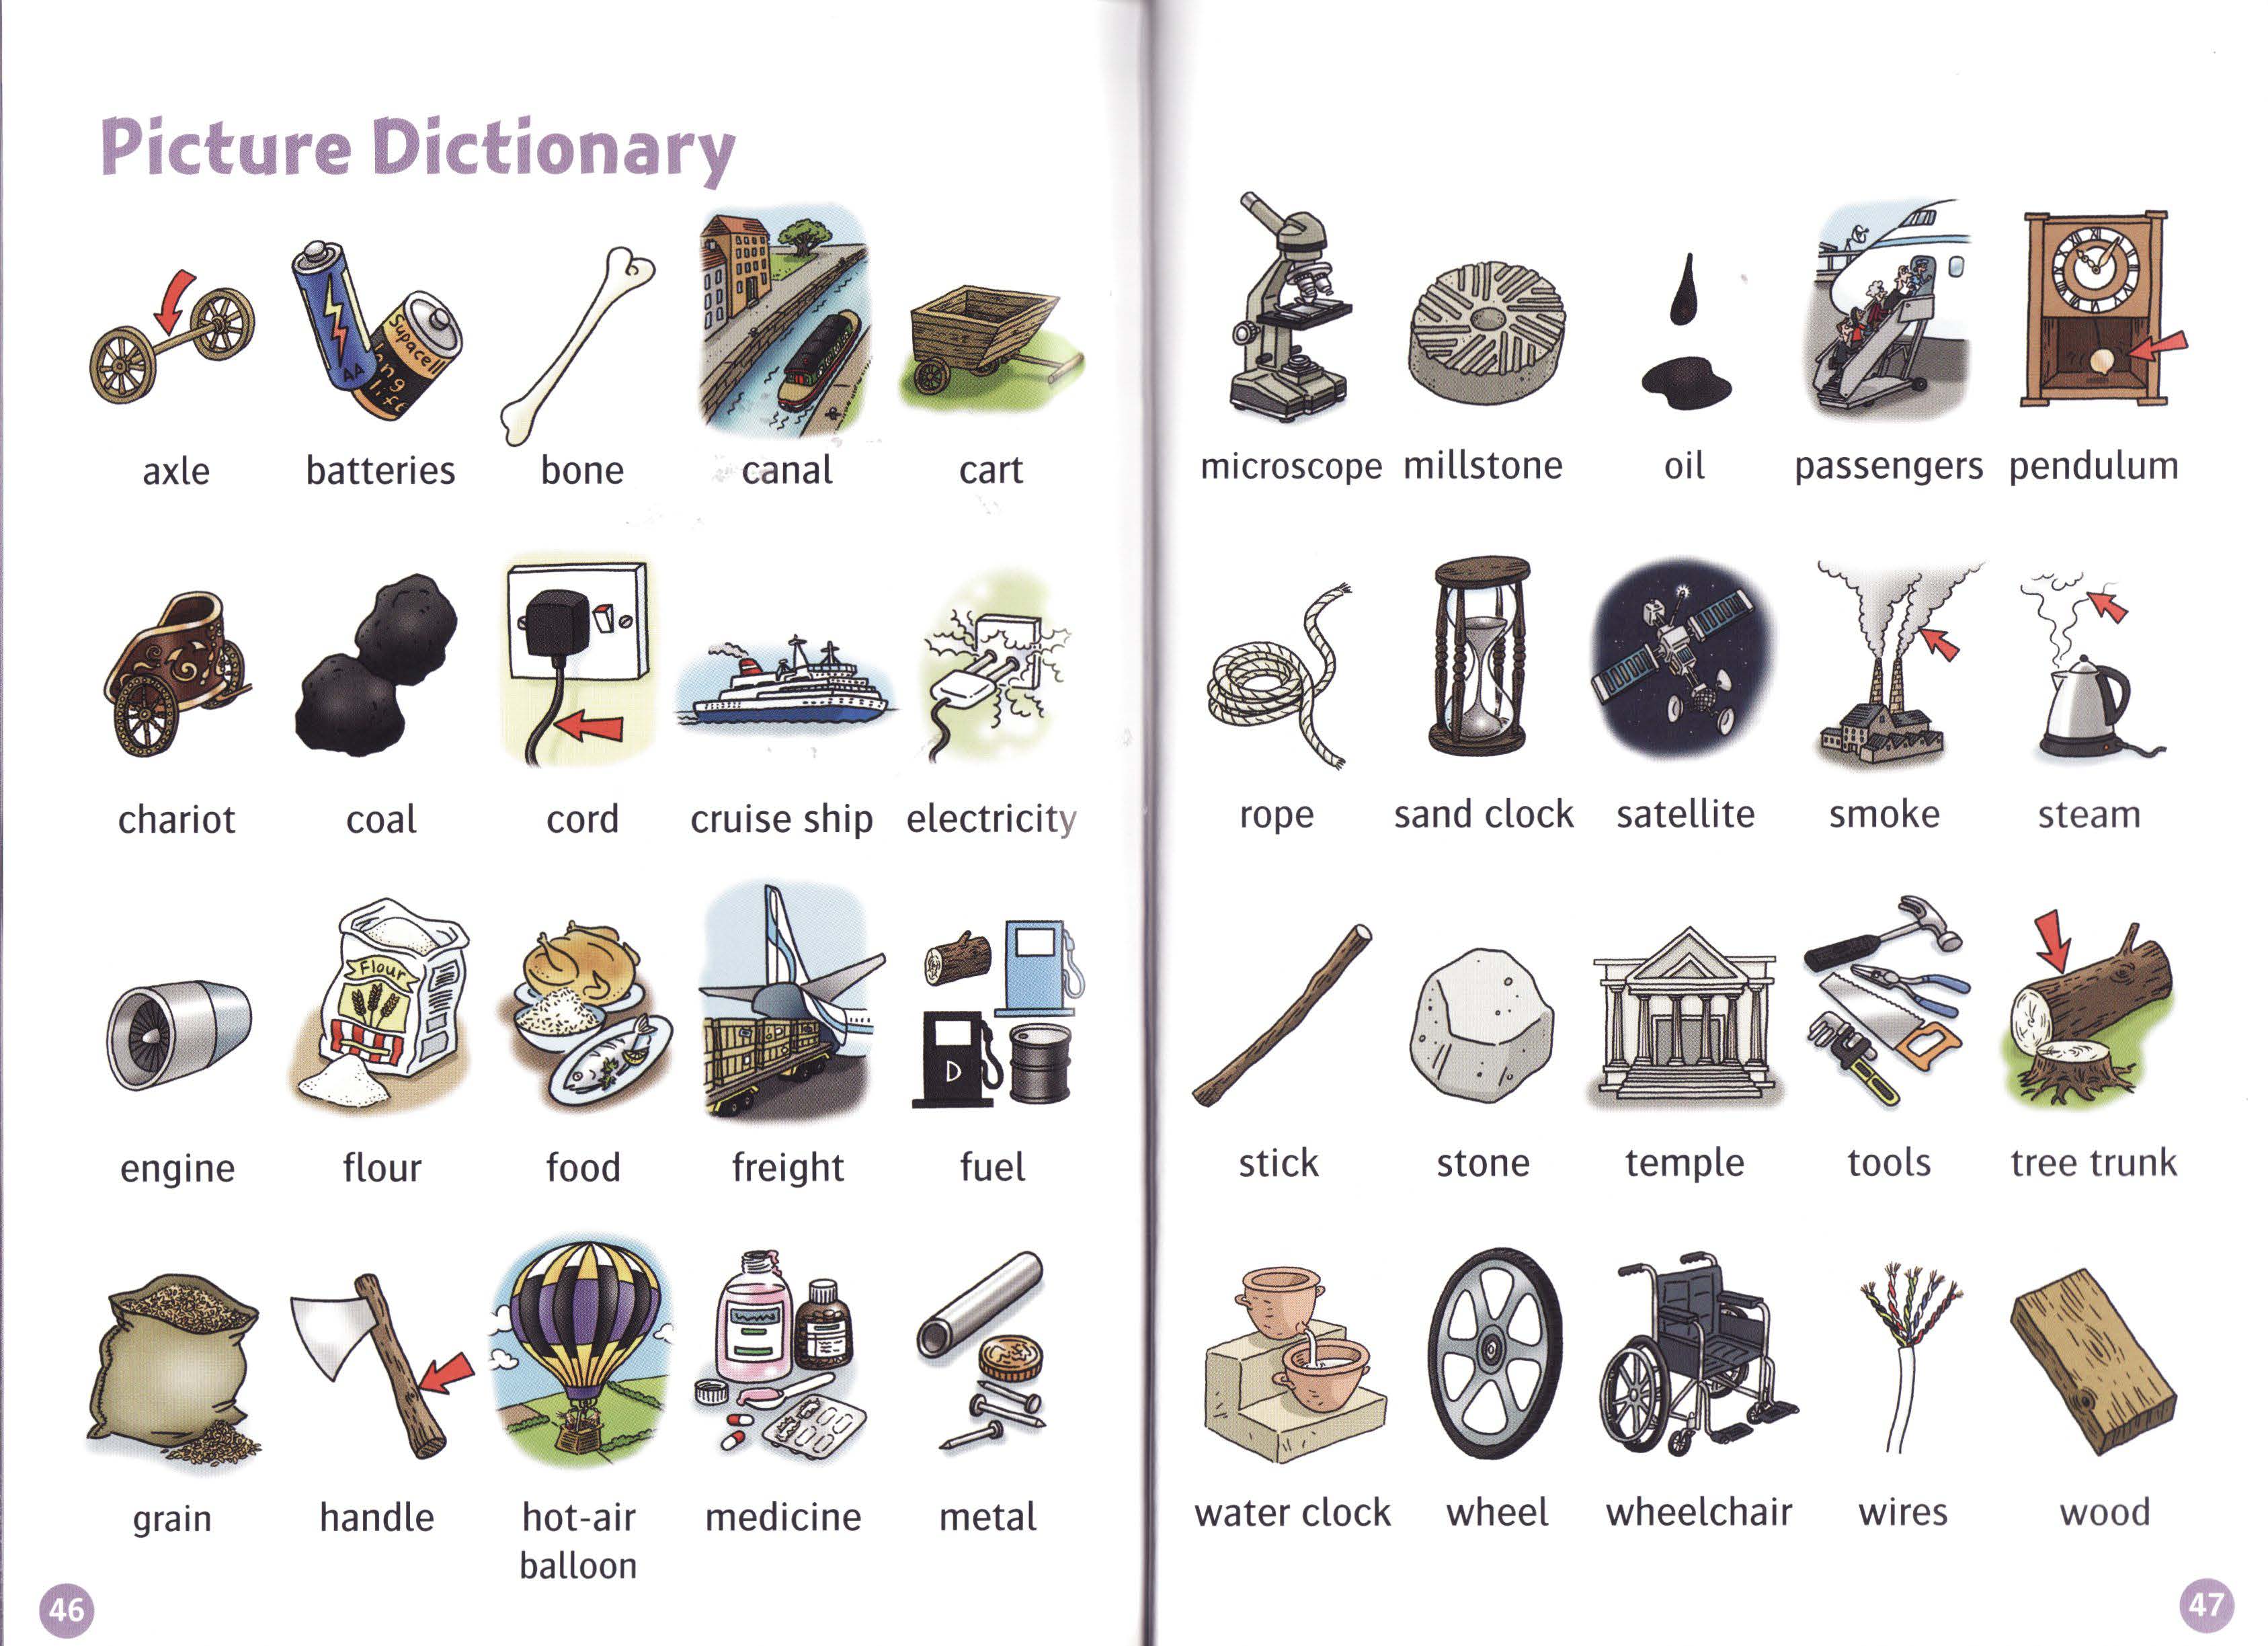 Picture Dictionary
AA
Supacell
ng
life
axle batteries bone canal cart
chariot coal cord cruise ship electricity
Flour
D
engine flour food freight fuel
grain handle hot-air medicine metal
balloon
46
microscope millstone oil passengers pendulum
rope sand clock satellite smoke steam
stick stone temple tools tree trunk
water clock wheel wheelchair wires wood
47